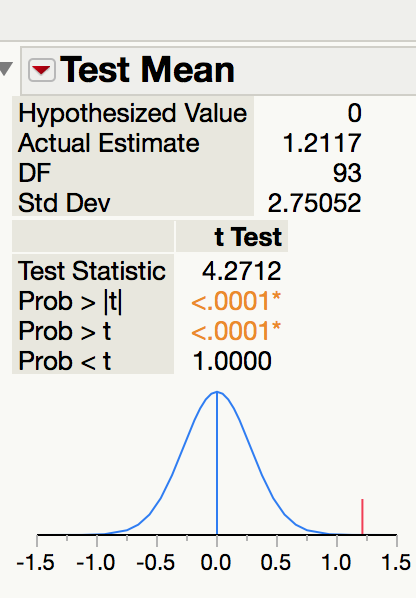 Test Mean
Hypothesized Value 0
Actual Estimate 1.2117
DF 93
Std Dev 2.75052
t Test
Test Statistic 4.2712
Prob > |t| <.0001*
Prob > t <.0001*
Prob < t 1.0000
-1.5 -1.0 -0.5 0.0 0.5 1.0 1.5